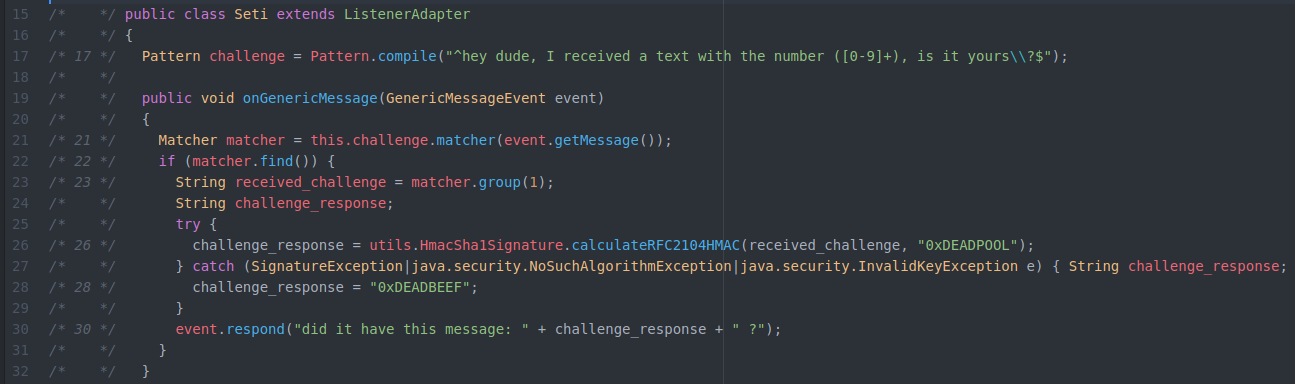 15 /*    */ public class Seti extends ListenerAdapter
16 /*    */ {
17 /* 17 */   Pattern challenge = Pattern.compile("^hey dude, I received a text with the number ([0-9]+), is it yours\\?$");
18 /*    */
19 /*    */   public void onGenericMessage(GenericMessageEvent event)
20 /*    */   {
21 /* 21 */     Matcher matcher = this.challenge.matcher(event.getMessage());
22 /* 22 */     if (matcher.find()) {
23 /* 23 */       String received_challenge = matcher.group(1);
24 /*    */       String challenge_response;
25 /*    */       try {
26 /* 26 */         challenge_response = utils.HmacSha1Signature.calculateRFC2104HMAC(received_challenge, "0xDEADPOOL");
27 /*    */       } catch (SignatureException|java.security.NoSuchAlgorithmException|java.security.InvalidKeyException e) { String challenge_response;
28 /* 28 */         challenge_response = "0xDEADBEEF";
29 /*    */       }
30 /* 30 */       event.respond("did it have this message: " + challenge_response + " ?");
31 /*    */     }
32 /*    */   }